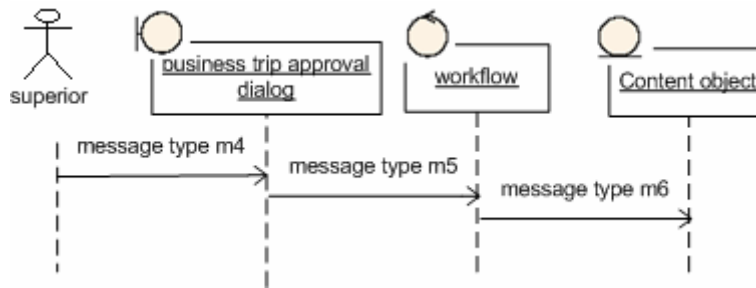 superior
business trip approval
dialog
workflow
Content object
message type m4
message type m5
message type m6